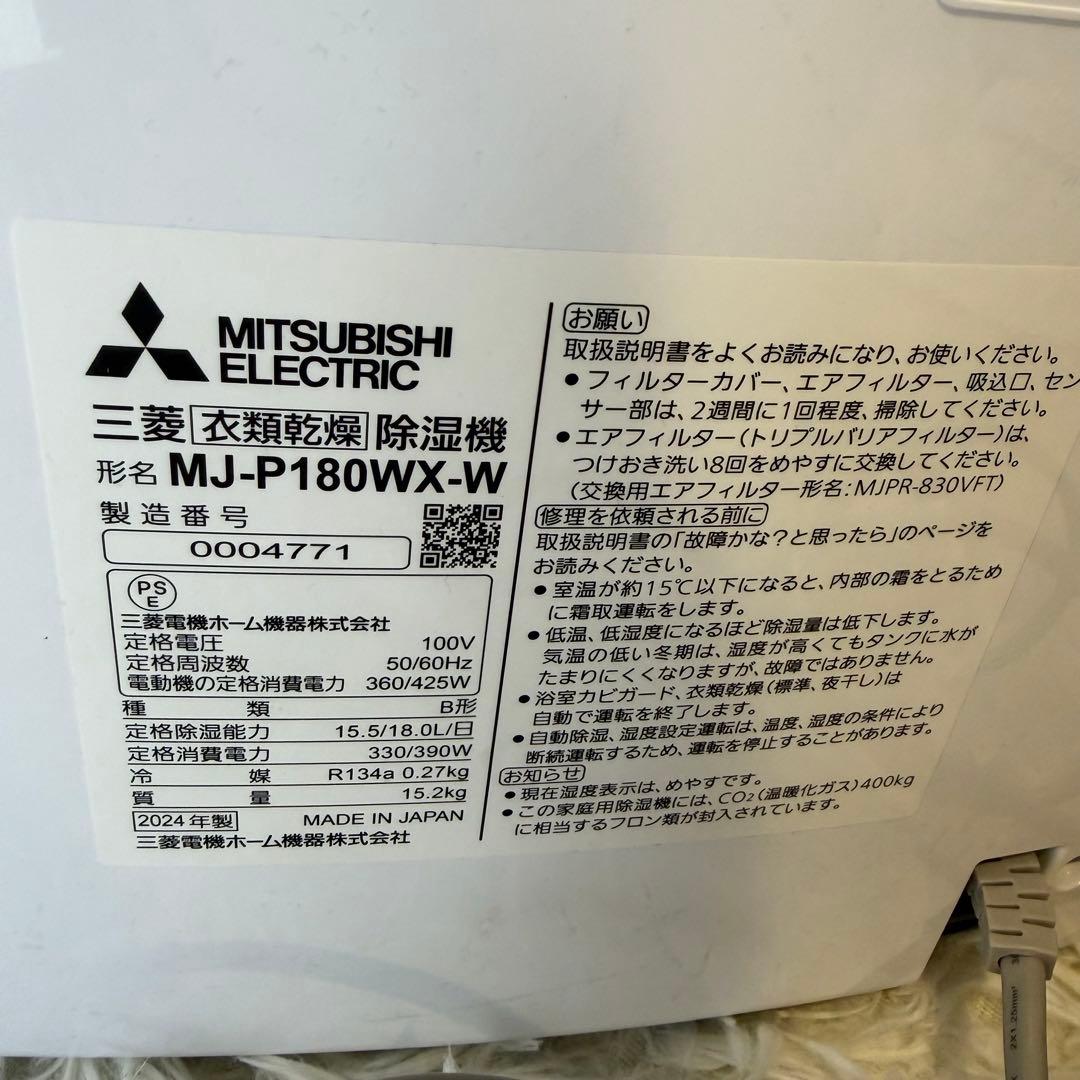 MITSUBISHI
ELECTRIC
三菱 衣類乾燥 除湿機
形名 MJ-P180WX-W
製造番号
0004771
PS
E
三菱電機ホーム機器株式会社
定格電圧 100V
定格周波数 50/60Hz
電動機の定格消費電力 360/425W
種類 B形
定格除湿能力 15.5/18.0L/日
定格消費電力 330/390W
冷媒 R134a 0.27kg
質量 15.2kg
2024年製 MADE IN JAPAN
三菱電機ホーム機器株式会社
お願い
取扱説明書をよくお読みになり、お使いください。
●フィルターカバー、エアフィルター、吸込口、セン
サー部は、2週間に1回程度、掃除してください。
●エアフィルター(トリプルバリアフィルター)は、
つけおき洗い8回をめやすに交換してください。
(交換用エアフィルター形名:MJPR-830VFT)
修理を依頼される前に
取扱説明書の「故障かな?と思ったら」のページを
お読みください。
●室温が約15℃以下になると、内部の霜をとるため
に霜取運転をします。
●低温、低湿度になるほど除湿量は低下します。
気温の低い冬期は、湿度が高くてもタンクに水が
たまりにくくなりますが、故障ではありません。
●浴室カビガード、衣類乾燥(標準、夜干し)は
自動で運転を終了します。
●自動除湿、湿度設定運転は、温度、湿度の条件により
断続運転するため、運転を停止することがあります。
お知らせ
●現在湿度表示は、めやすです。
●この家庭用除湿機には、CO₂(温暖化ガス)400kg
に相当するフロン類が封入されています。
2X1.25mm²